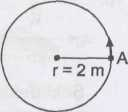 A
r = 2 m